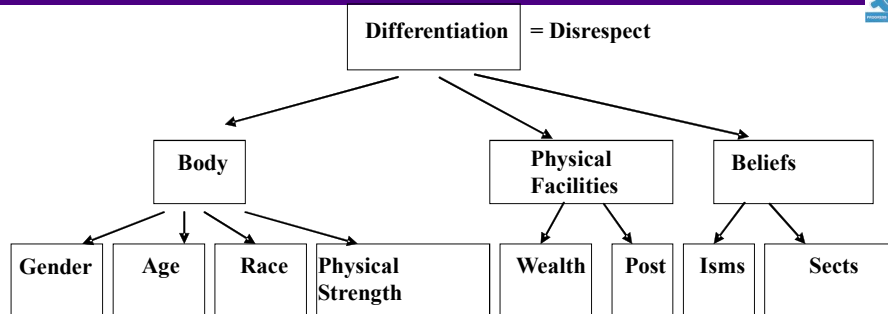 Differentiation = Disrespect
Body
Physical
Facilities
Beliefs
Gender
Age
Race
Physical
Strength
Wealth
Post
Isms
Sects